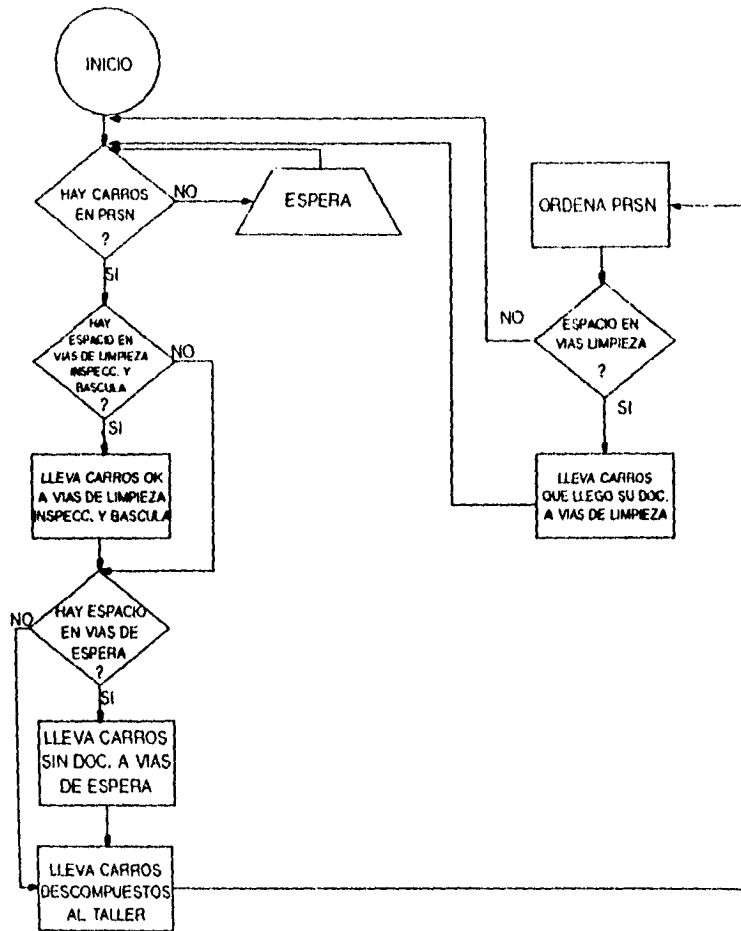 INICIO
HAY CARROS
EN PRSN
?
NO
ESPERA
SI
HAY
ESPACIO EN
VIAS DE LIMPIEZA
INSPECC. Y
BASCULA
?
NO
SI
LLEVA CARROS OK
A VIAS DE LIMPIEZA
INSPECC. Y BASCULA
HAY ESPACIO
EN VIAS DE
ESPERA
?
NO
SI
LLEVA CARROS
SIN DOC. A VIAS
DE ESPERA
LLEVA CARROS
DESCOMPUESTOS
AL TALLER
ORDENA PRSN
ESPACIO EN
VIAS LIMPIEZA
?
NO
SI
LLEVA CARROS
QUE LLEGO SU DOC.
A VIAS DE LIMPIEZA